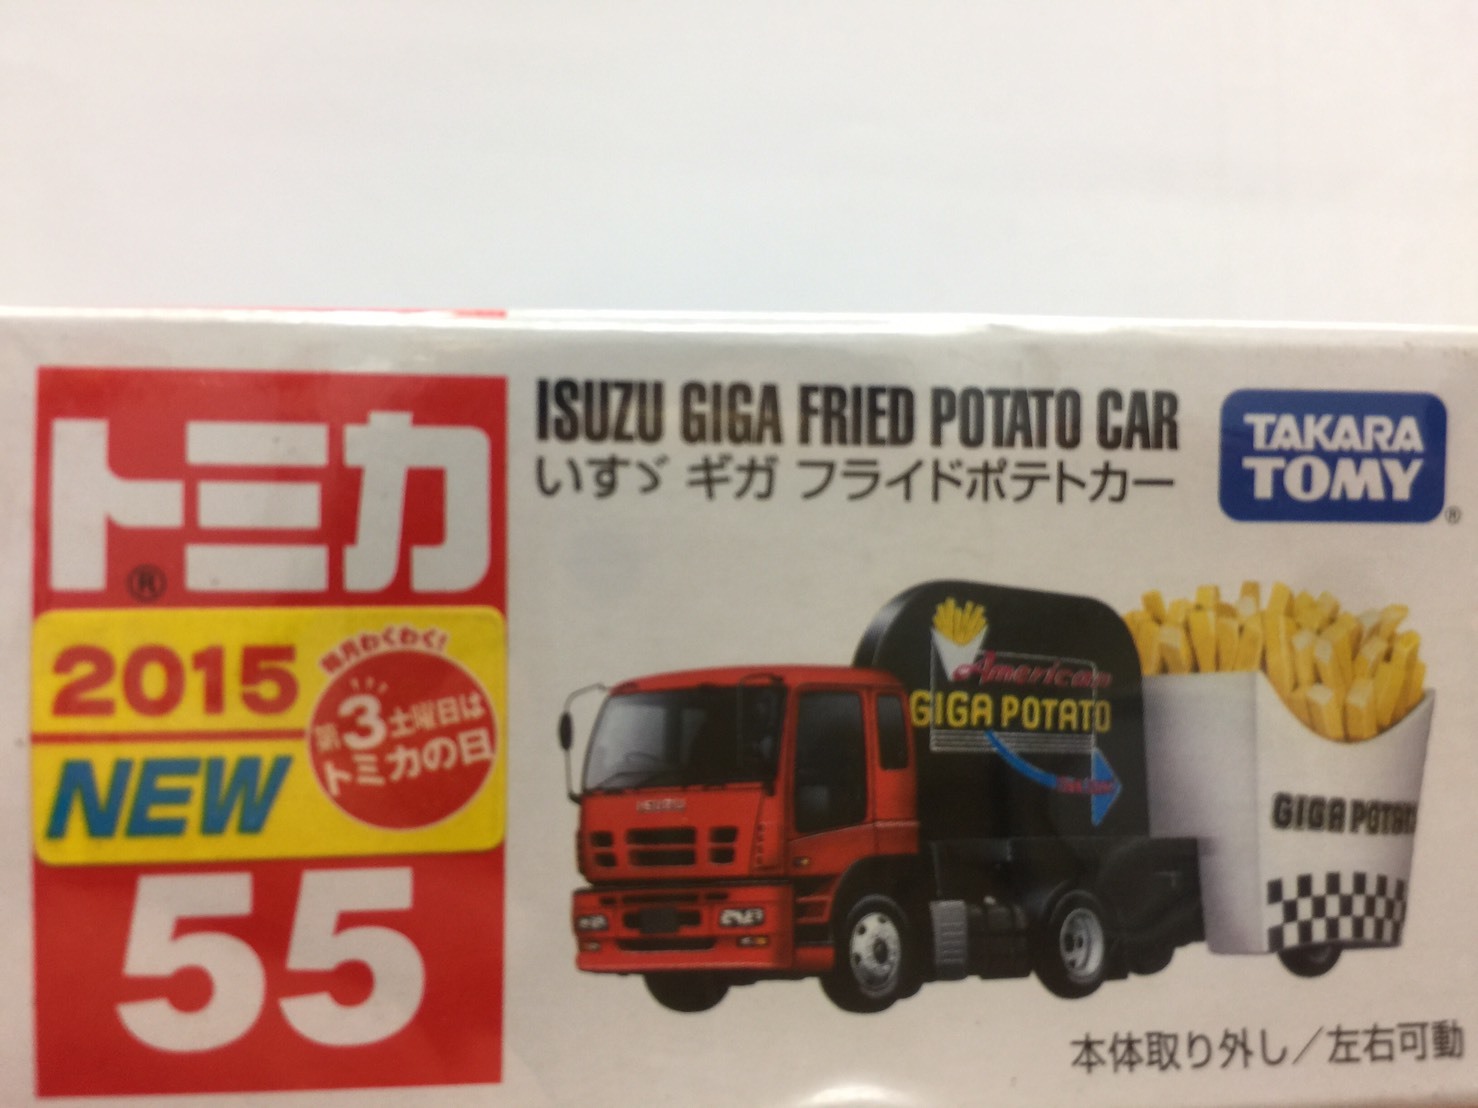 トミカ
®
2015
NEW
毎月わくわく!
第3土曜日は
トミカの日
55
ISUZU GIGA FRIED POTATO CAR
いすゞ ギガ フライドポテトカー
TAKARA
TOMY
®
American
GIGA POTATO
ISUZU
GIGA POTATO
本体取り外し/左右可動